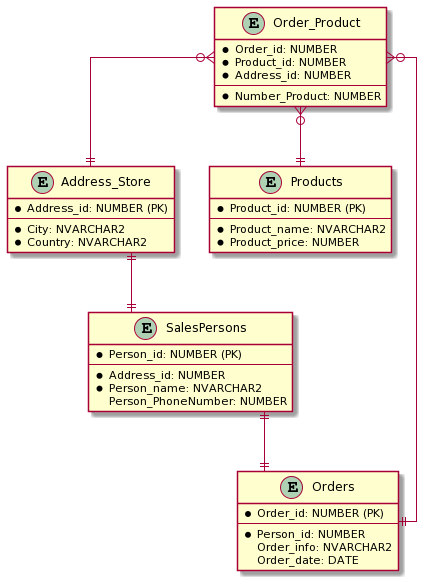 E Order_Product
Order_id: NUMBER
Product_id: NUMBER
Address_id: NUMBER
Number_Product: NUMBER
E Address_Store
Address_id: NUMBER (PK)
City: NVARCHAR2
Country: NVARCHAR2
E Products
Product_id: NUMBER (PK)
Product_name: NVARCHAR2
Product_price: NUMBER
E SalesPersons
Person_id: NUMBER (PK)
Address_id: NUMBER
Person_name: NVARCHAR2
Person_PhoneNumber: NUMBER
E Orders
Order_id: NUMBER (PK)
Person_id: NUMBER
Order_info: NVARCHAR2
Order_date: DATE